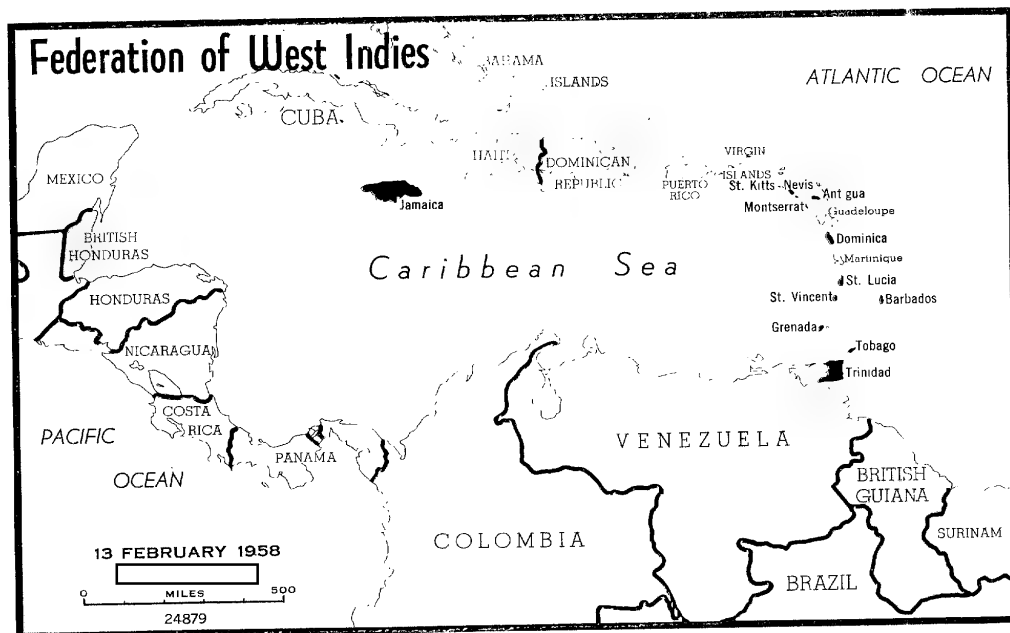 Federation of West Indies
BAHAMA
ISLANDS
ATLANTIC OCEAN
CUBA
HAITI
DOMINICAN
REPUBLIC
PUERTO
RICO
VIRGIN
ISLANDS
MEXICO
Jamaica
St. Kitts
Nevis
Antigua
Montserrat
Guadeloupe
BRITISH
HONDURAS
Dominica
Caribbean Sea
Martinique
HONDURAS
St. Lucia
St. Vincent
Barbados
Grenada
NICARAGUA
Tobago
Trinidad
COSTA
RICA
PACIFIC
OCEAN
PANAMA
VENEZUELA
BRITISH
GUIANA
COLOMBIA
SURINAM
BRAZIL
13 FEBRUARY 1958
0 MILES 500
24879